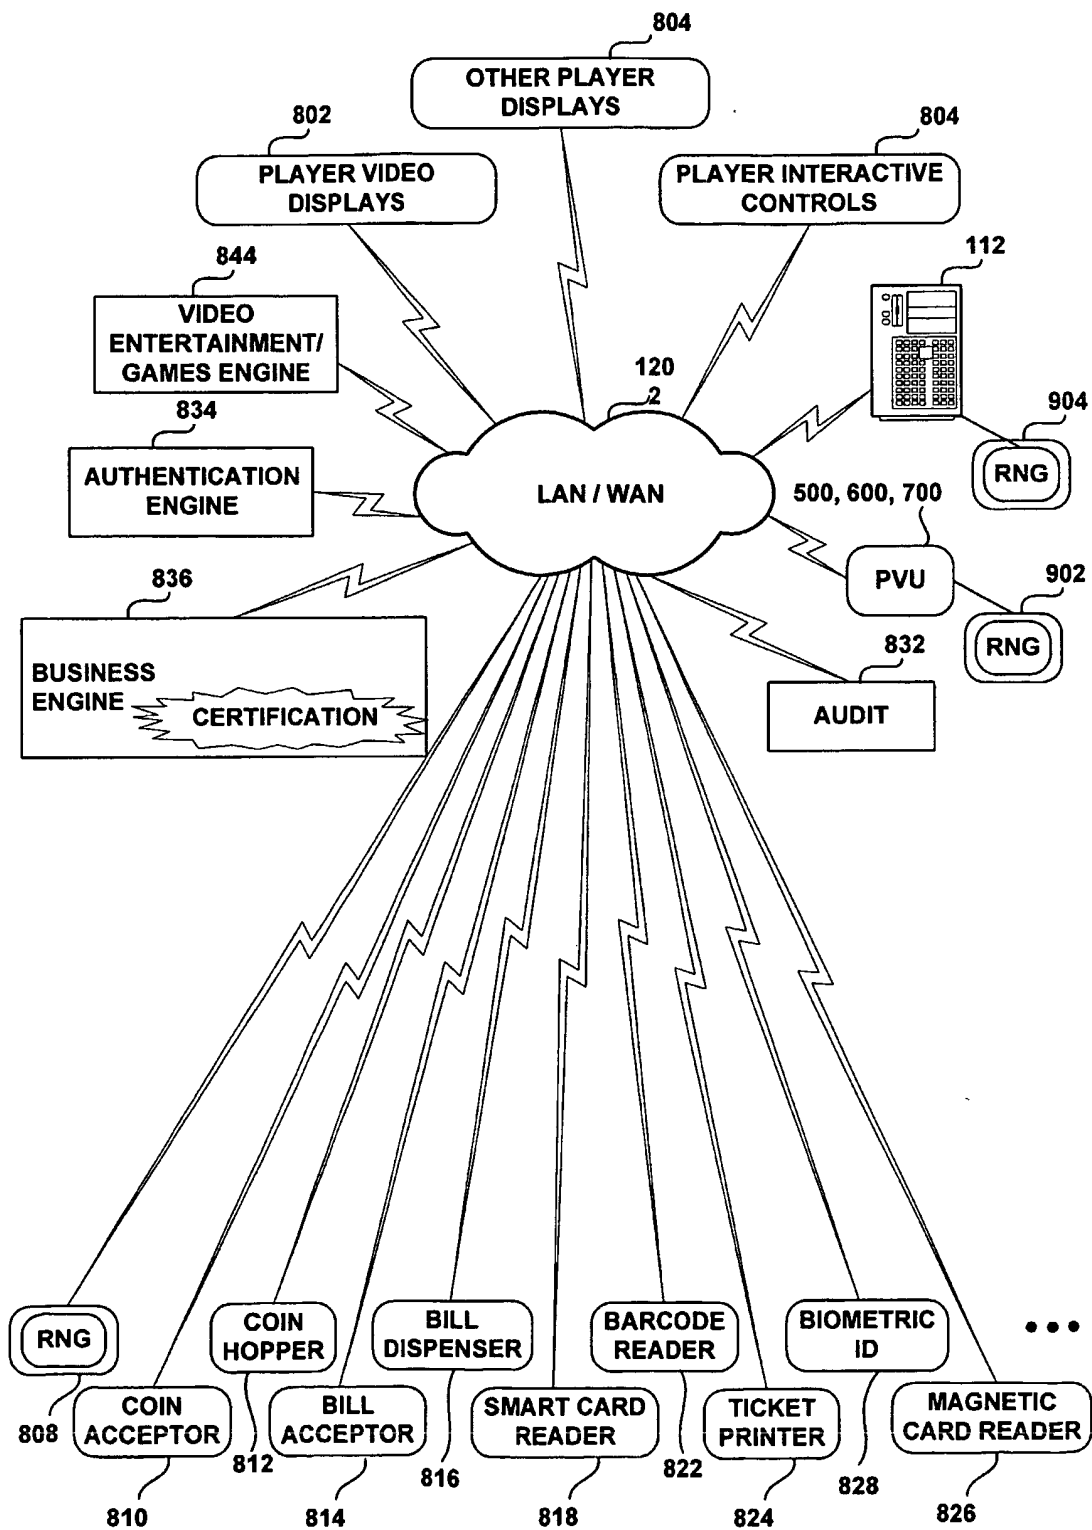 804
OTHER PLAYER
DISPLAYS
802
PLAYER VIDEO
DISPLAYS
804
PLAYER INTERACTIVE
CONTROLS
844
VIDEO
ENTERTAINMENT/
GAMES ENGINE
112
120
2
904
RNG
834
AUTHENTICATION
ENGINE
LAN / WAN
500, 600, 700
PVU
902
RNG
836
BUSINESS
ENGINE
CERTIFICATION
832
AUDIT
RNG
808
COIN
ACCEPTOR
810
COIN
HOPPER
812
BILL
ACCEPTOR
814
BILL
DISPENSER
816
SMART CARD
READER
818
BARCODE
READER
822
TICKET
PRINTER
824
BIOMETRIC
ID
828
MAGNETIC
CARD READER
826
•••